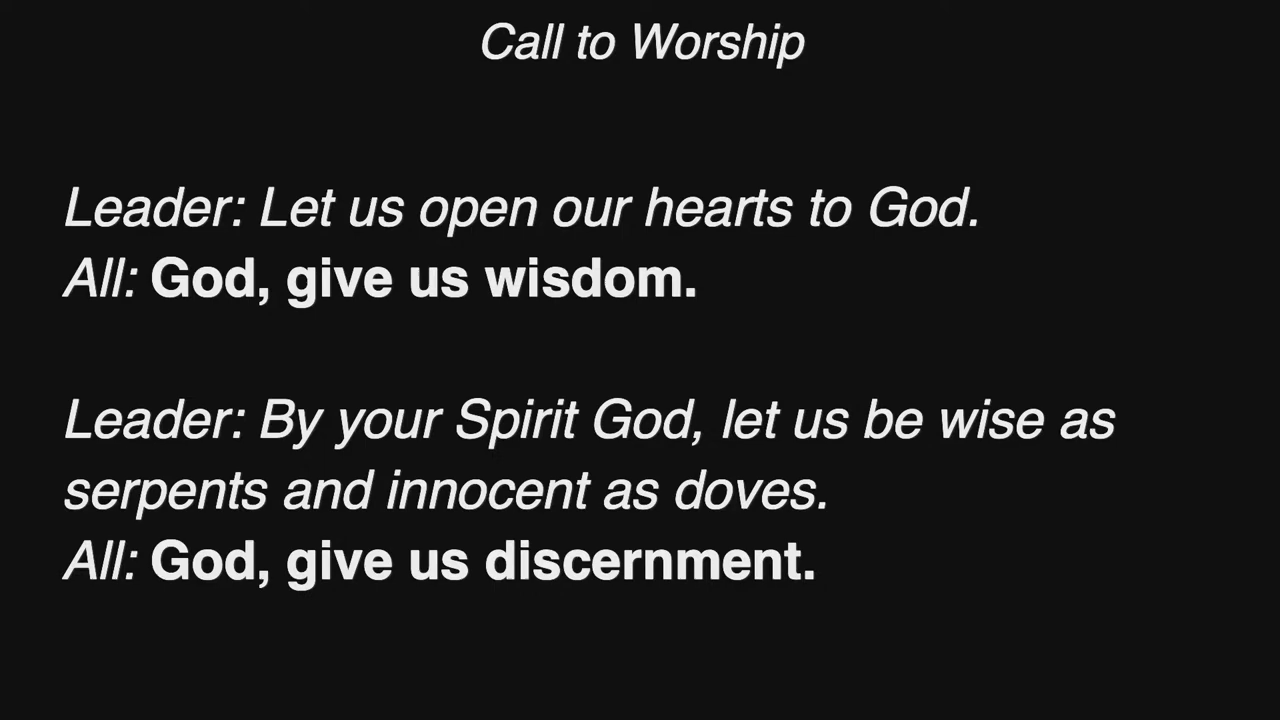 Call to Worship
Leader: Let us open our hearts to God.
All: God, give us wisdom.
Leader: By your Spirit God, let us be wise as
serpents and innocent as doves.
All: God, give us discernment.